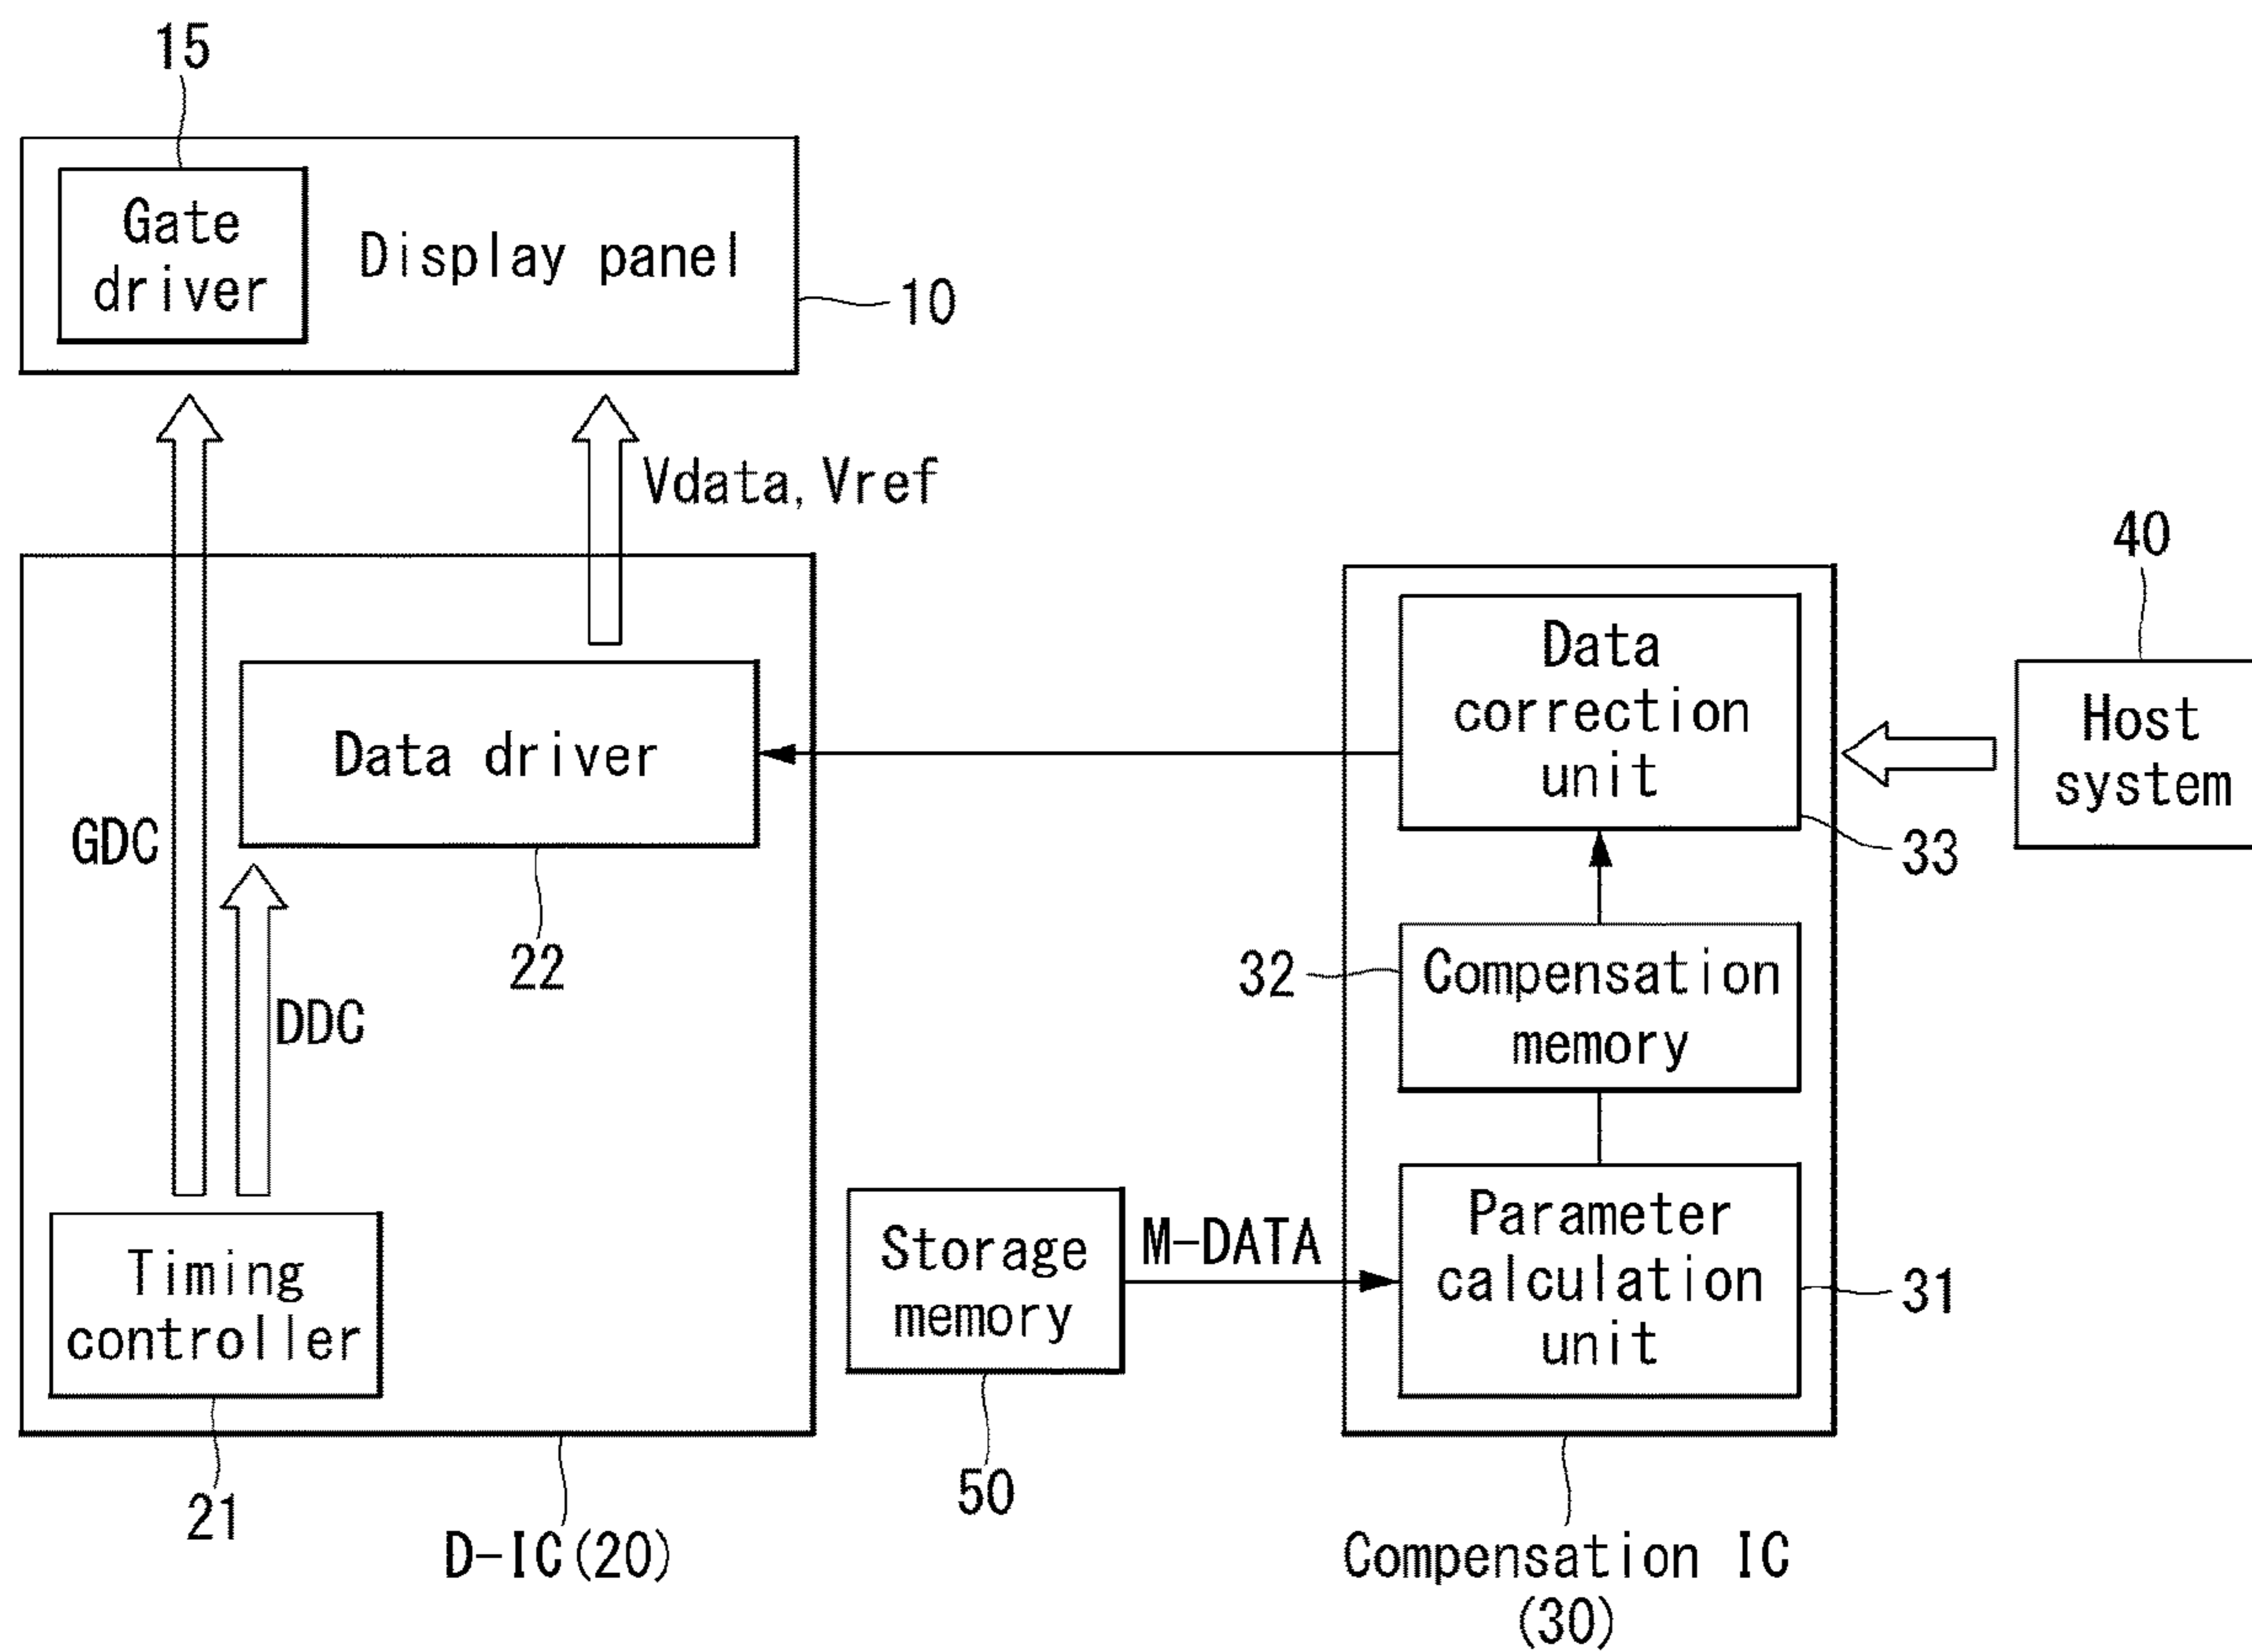 15
Gate
driver
Display panel
10
Vdata, Vref
40
Data
correction
unit
Host
system
Data driver
33
GDC
22
32
Compensation
memory
DDC
Storage
memory
M-DATA
Parameter
calculation
unit
31
Timing
controller
50
21
D-IC(20)
Compensation IC
(30)